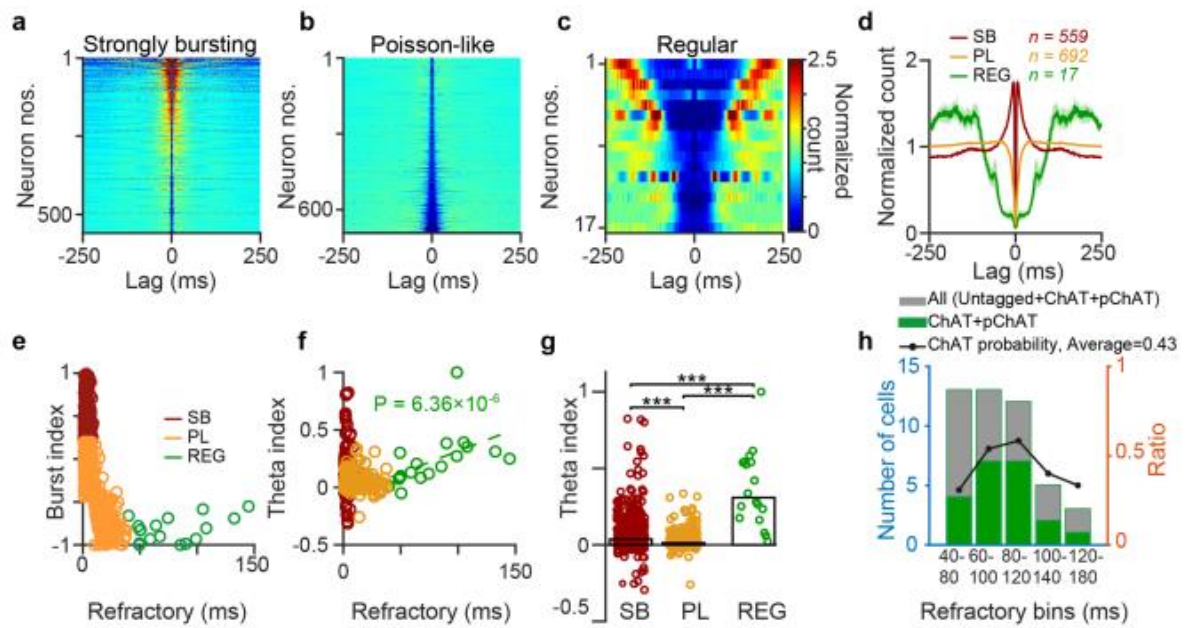 a
Strongly bursting
1
Neuron nos.
500
-250 0 250
Lag (ms)
b
Poisson-like
1
Neuron nos.
600
-250 0 250
Lag (ms)
c
Regular
1
Neuron nos.
17
-250 0 250
Lag (ms)
2.5
Normalized
count
0
d
SB n = 559
PL n = 692
REG n = 17
2
1
0
Normalized count
-250 0 250
Lag (ms)
e
1
Burst index
-1
SB
PL
REG
0 150
Refractory (ms)
f
1
0.5
0
-0.5
Theta index
P = 6.36×10-6
0 150
Refractory (ms)
g
1
0
-0.5
Theta index
***
*** ***
SB PL REG
All (Untagged+ChAT+pChAT)
ChAT+pChAT
ChAT probability, Average=0.43
h
15
10
5
0
Number of cells
1
0.5
0
Ratio
40- 60- 80- 100- 120-
80 100 120 140 180
Refractory bins (ms)